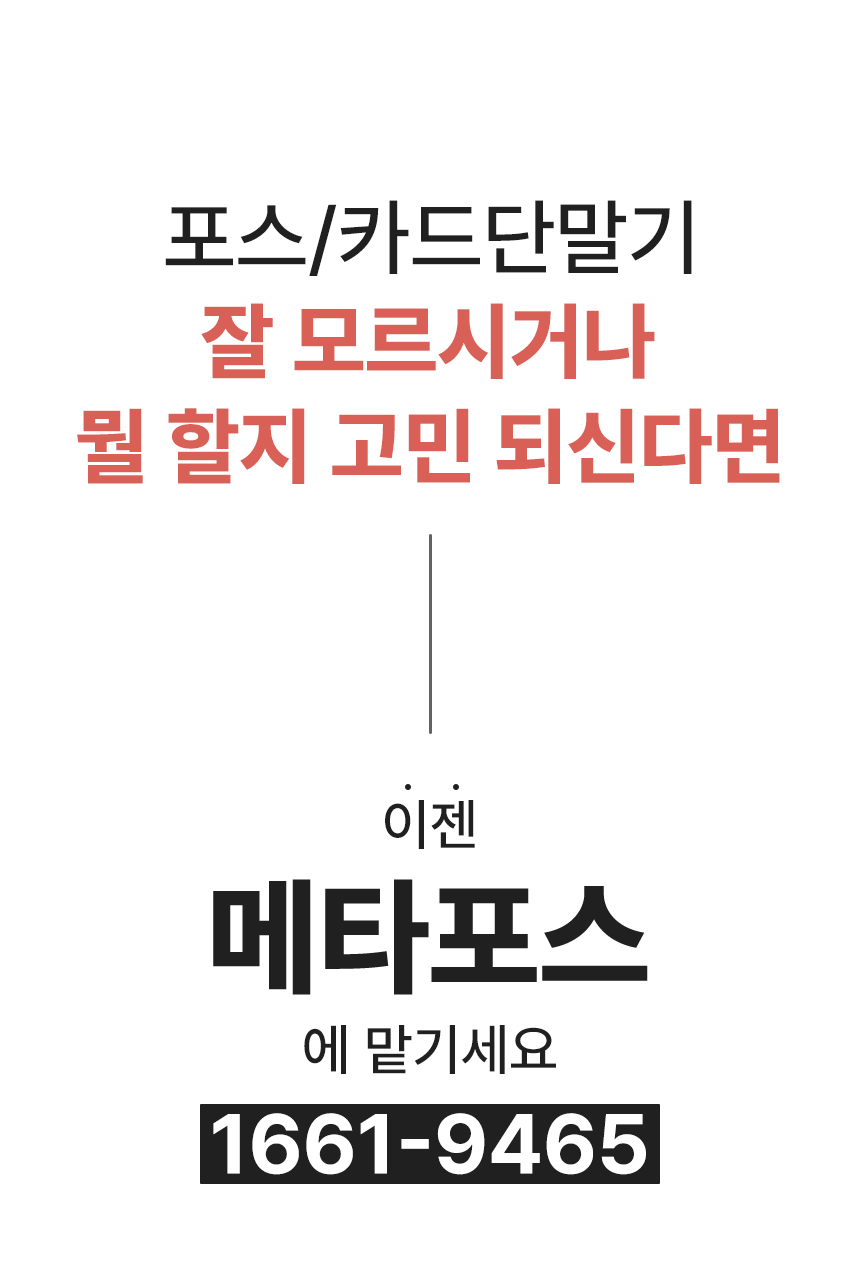 포스/카드단말기
잘 모르시거나
뭘 할지 고민 되신다면
이젠
메타포스
에 맡기세요
1661-9465